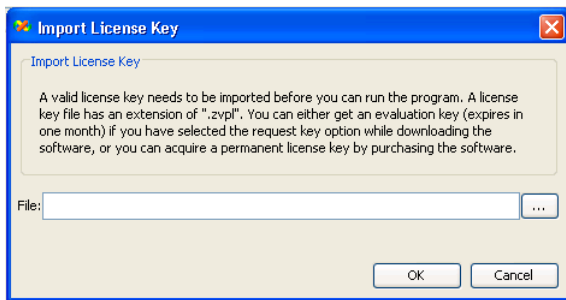 Import License Key
Import License Key
A valid license key needs to be imported before you can run the program. A license
key file has an extension of ".zvpl". You can either get an evaluation key (expires in
one month) if you have selected the request key option while downloading the
software, or you can acquire a permanent license key by purchasing the software.
File:
...
OK
Cancel